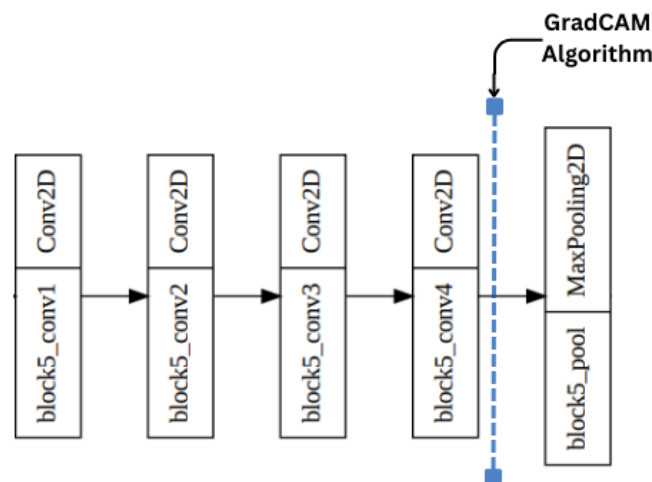 GradCAM
Algorithm
Conv2D
block5_conv1
Conv2D
block5_conv2
Conv2D
block5_conv3
Conv2D
block5_conv4
MaxPooling2D
block5_pool